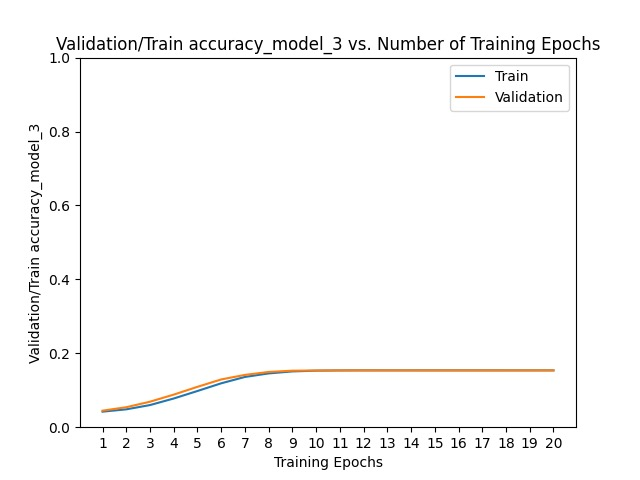 Validation/Train accuracy_model_3 vs. Number of Training Epochs
Train
Validation
Validation/Train accuracy_model_3
1.0
0.8
0.6
0.4
0.2
0.0
1 2 3 4 5 6 7 8 9 10 11 12 13 14 15 16 17 18 19 20
Training Epochs